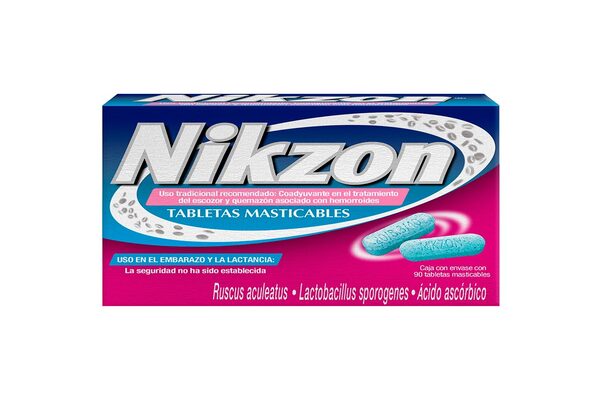 Nikzon
Nikzon
Uso tradicional recomendado: Coadyuvante en el tratamiento
del escozor y quemazón asociado con hemorroides
TABLETAS MASTICABLES
NIKZON
USO EN EL EMBARAZO Y LA LACTANCIA:
La seguridad no ha sido establecida
Caja con envase con
90 tabletas masticables
Ruscus aculeatus • Lactobacillus sporogenes • Ácido ascórbico